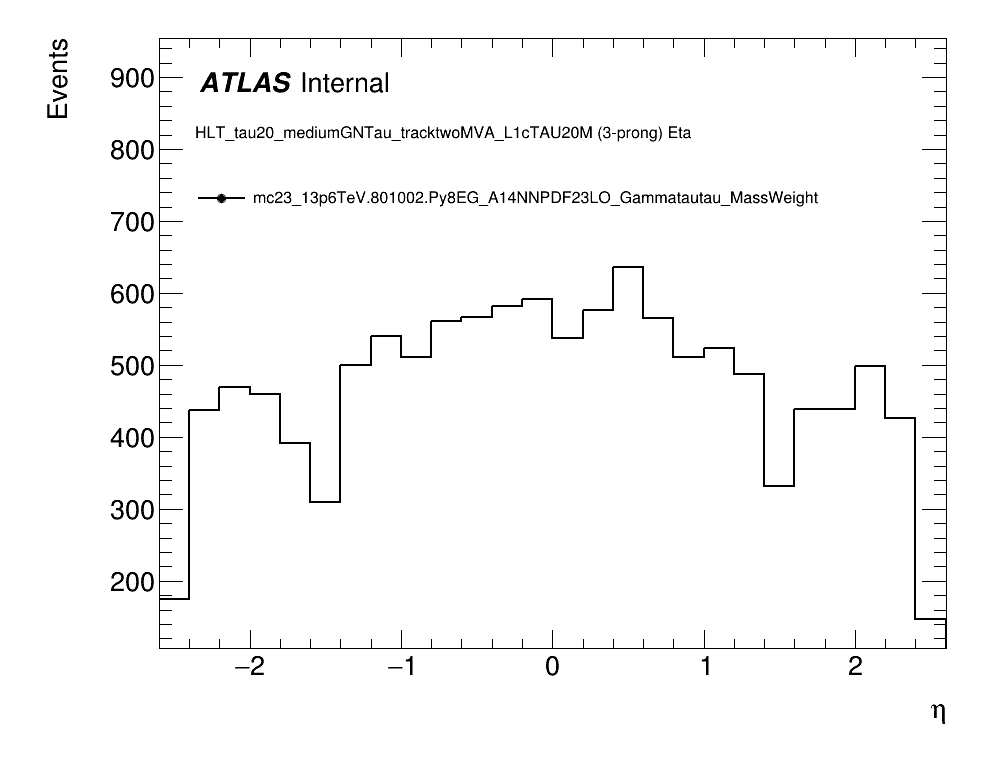 Events
900
800
700
600
500
400
300
200
ATLAS Internal
HLT_tau20_mediumGNTau_tracktwoMVA_L1cTAU20M (3-prong) Eta
mc23_13p6TeV.801002.Py8EG_A14NNPDF23LO_Gammatautau_MassWeight
−2 −1 0 1 2
η